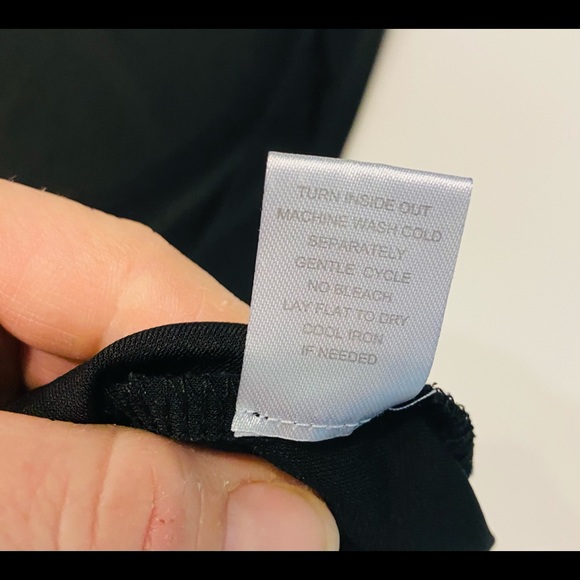 TURN INSIDE OUT
MACHINE WASH COLD
SEPARATELY
GENTLE CYCLE
NO BLEACH
LAY FLAT TO DRY
COOL IRON
IF NEEDED